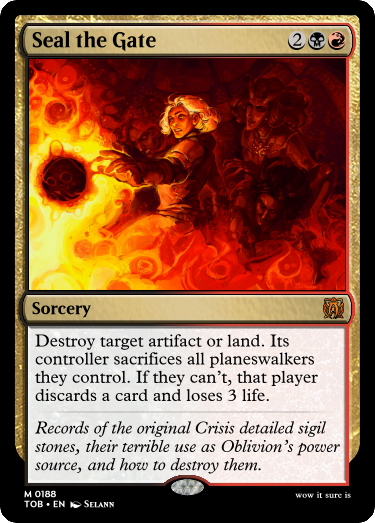 Seal the Gate 2
Sorcery
Destroy target artifact or land. Its
controller sacrifices all planeswalkers
they control. If they can't, that player
discards a card and loses 3 life.
Records of the original Crisis detailed sigil
stones, their terrible use as Oblivion's power
source, and how to destroy them.
M 0188
TOB • EN Selann
wow it sure is